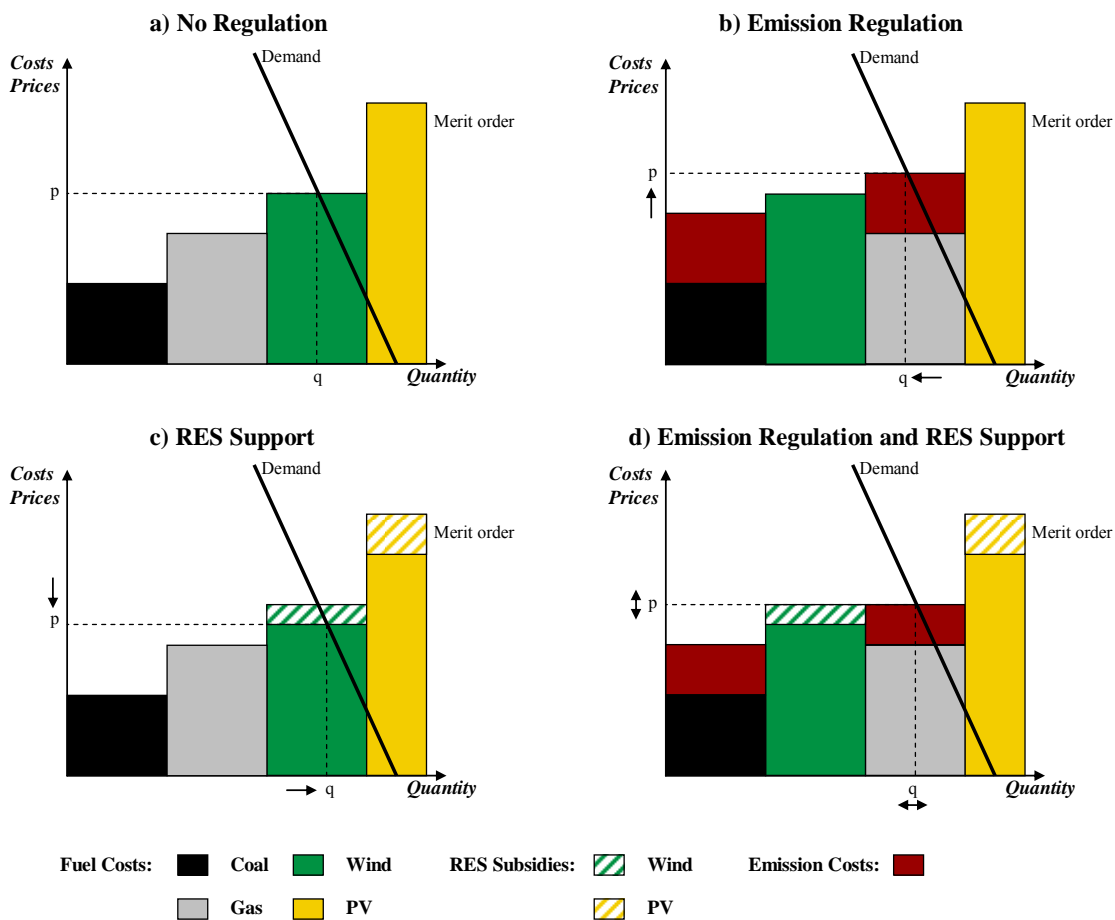 a) No Regulation
Demand
Costs
Prices
Merit order
p
q
Quantity
b) Emission Regulation
Demand
Costs
Prices
Merit order
p
q
Quantity
c) RES Support
Demand
Costs
Prices
Merit order
p
q
Quantity
d) Emission Regulation and RES Support
Demand
Costs
Prices
Merit order
p
q
Quantity
Fuel Costs: Coal Wind RES Subsidies: Wind Emission Costs:
Gas PV PV